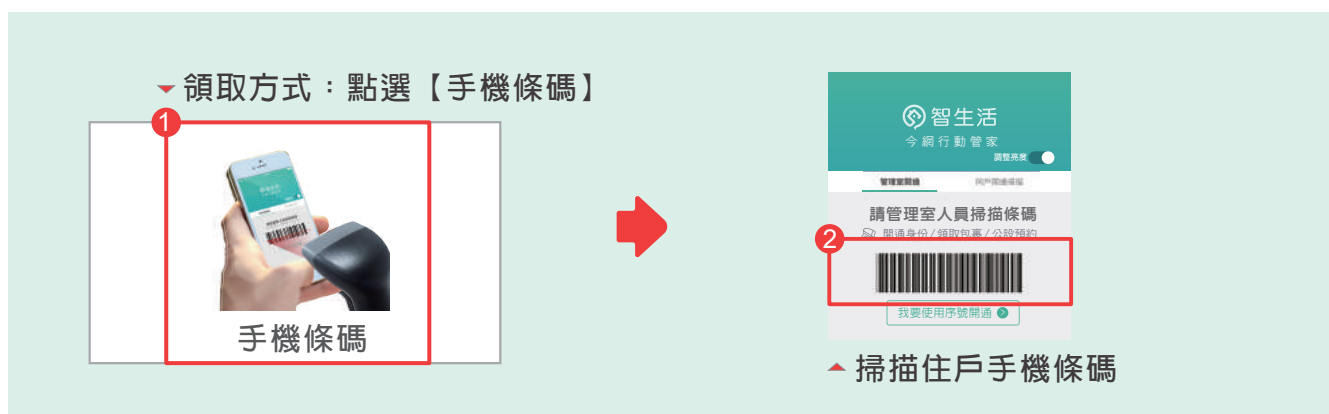 領取方式：點選【手機條碼】
1
手機條碼
智生活
今網行動管家
調整亮度
管理室開通
請管理室人員掃描條碼
2
開通身份/領取包裹/公設預約
我要使用序號開通
掃描住戶手機條碼